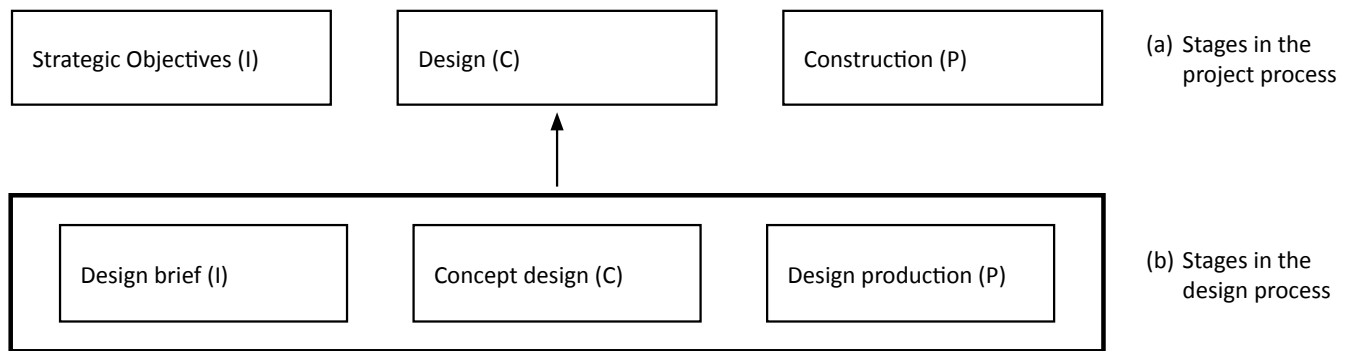 Strategic Objectives (I)
Design (C)
Construction (P)
(a) Stages in the
project process
Design brief (I)
Concept design (C)
Design production (P)
(b) Stages in the
design process